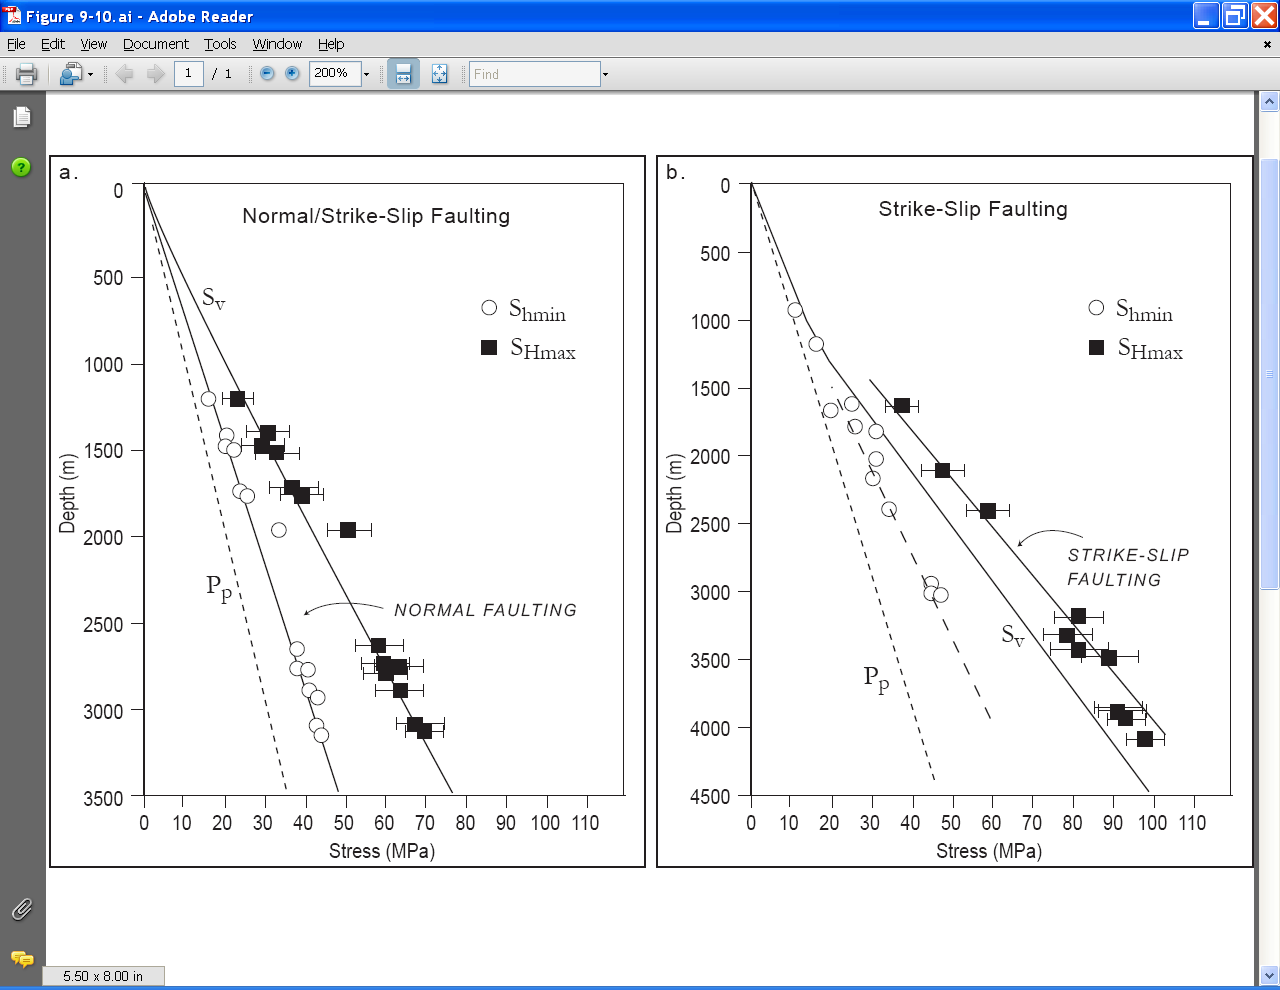 Figure 9-10.ai - Adobe Reader
File Edit View Document Tools Window Help
1 / 1 200% Find
a.
Normal/Strike-Slip Faulting
0
500
1000
1500
2000
2500
3000
3500
Depth (m)
Sv
Shmin
SHmax
Pp
NORMAL FAULTING
0 10 20 30 40 50 60 70 80 90 100 110
Stress (MPa)
b.
Strike-Slip Faulting
0
500
1000
1500
2000
2500
3000
3500
4000
4500
Depth (m)
Shmin
SHmax
STRIKE-SLIP
FAULTING
Sv
Pp
0 10 20 30 40 50 60 70 80 90 100 110
Stress (MPa)
5.50 x 8.00 in